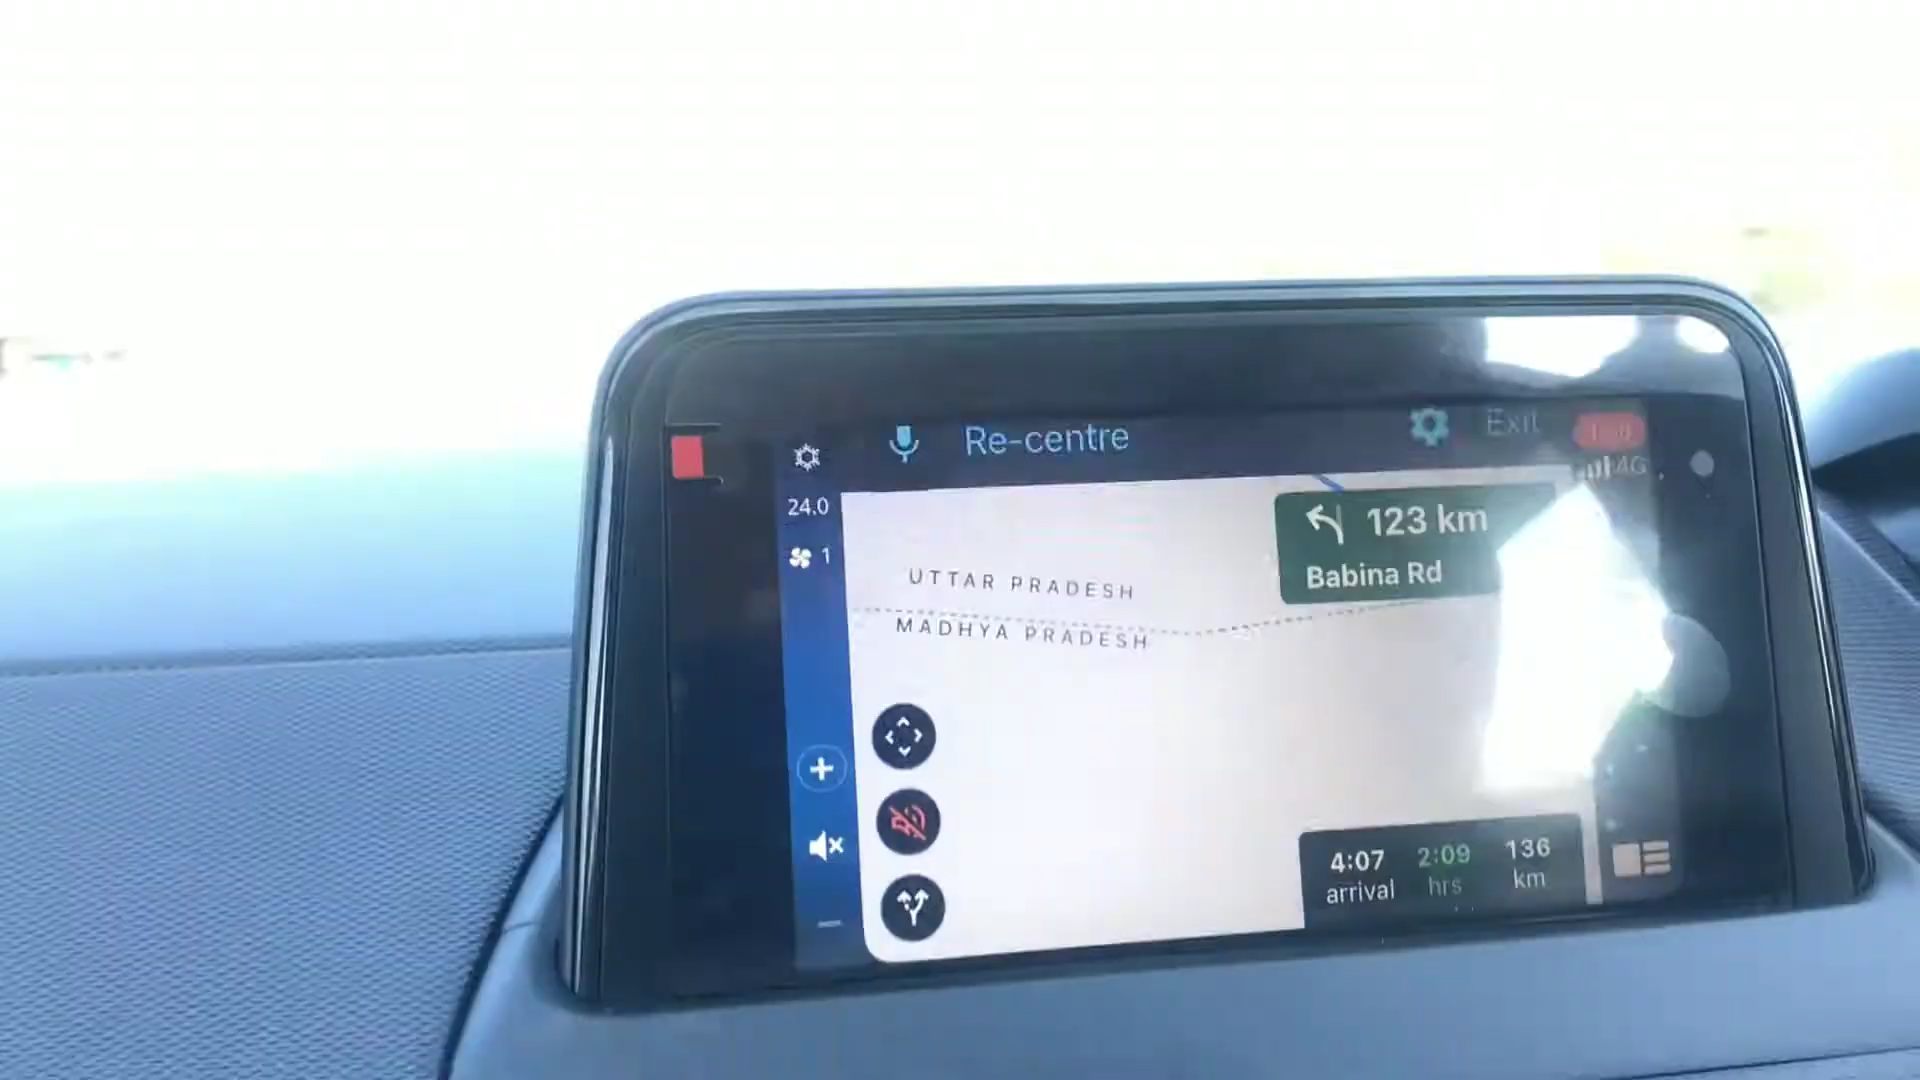 Re-centre
Exit
4G
24.0
1
123 km
Babina Rd
UTTAR PRADESH
MADHYA PRADESH
4:07 2:09 136
arrival hrs km